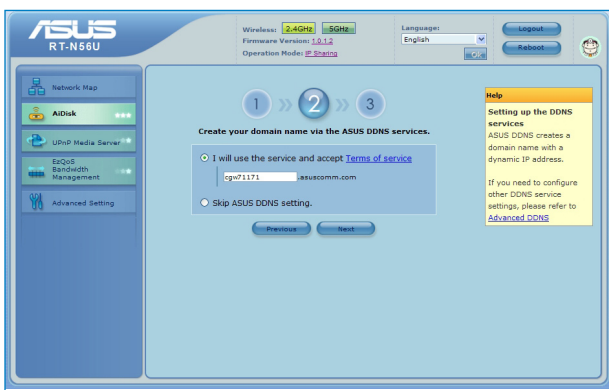 ASUS
RT-N56U
Wireless: 2.4GHz 5GHz
Firmware Version: 1.0.1.2
Operation Mode: IP Sharing
Language:
English
OK
Logout
Reboot
Network Map
AiDisk
UPnP Media Server
EzQoS
Bandwidth
Management
Advanced Setting
1 » 2 » 3
Create your domain name via the ASUS DDNS services.
I will use the service and accept Terms of service
cgw71171 .asuscomm.com
Skip ASUS DDNS setting.
Previous Next
Help
Setting up the DDNS
services
ASUS DDNS creates a
domain name with a
dynamic IP address.
If you need to configure
other DDNS service
settings, please refer to
Advanced DDNS